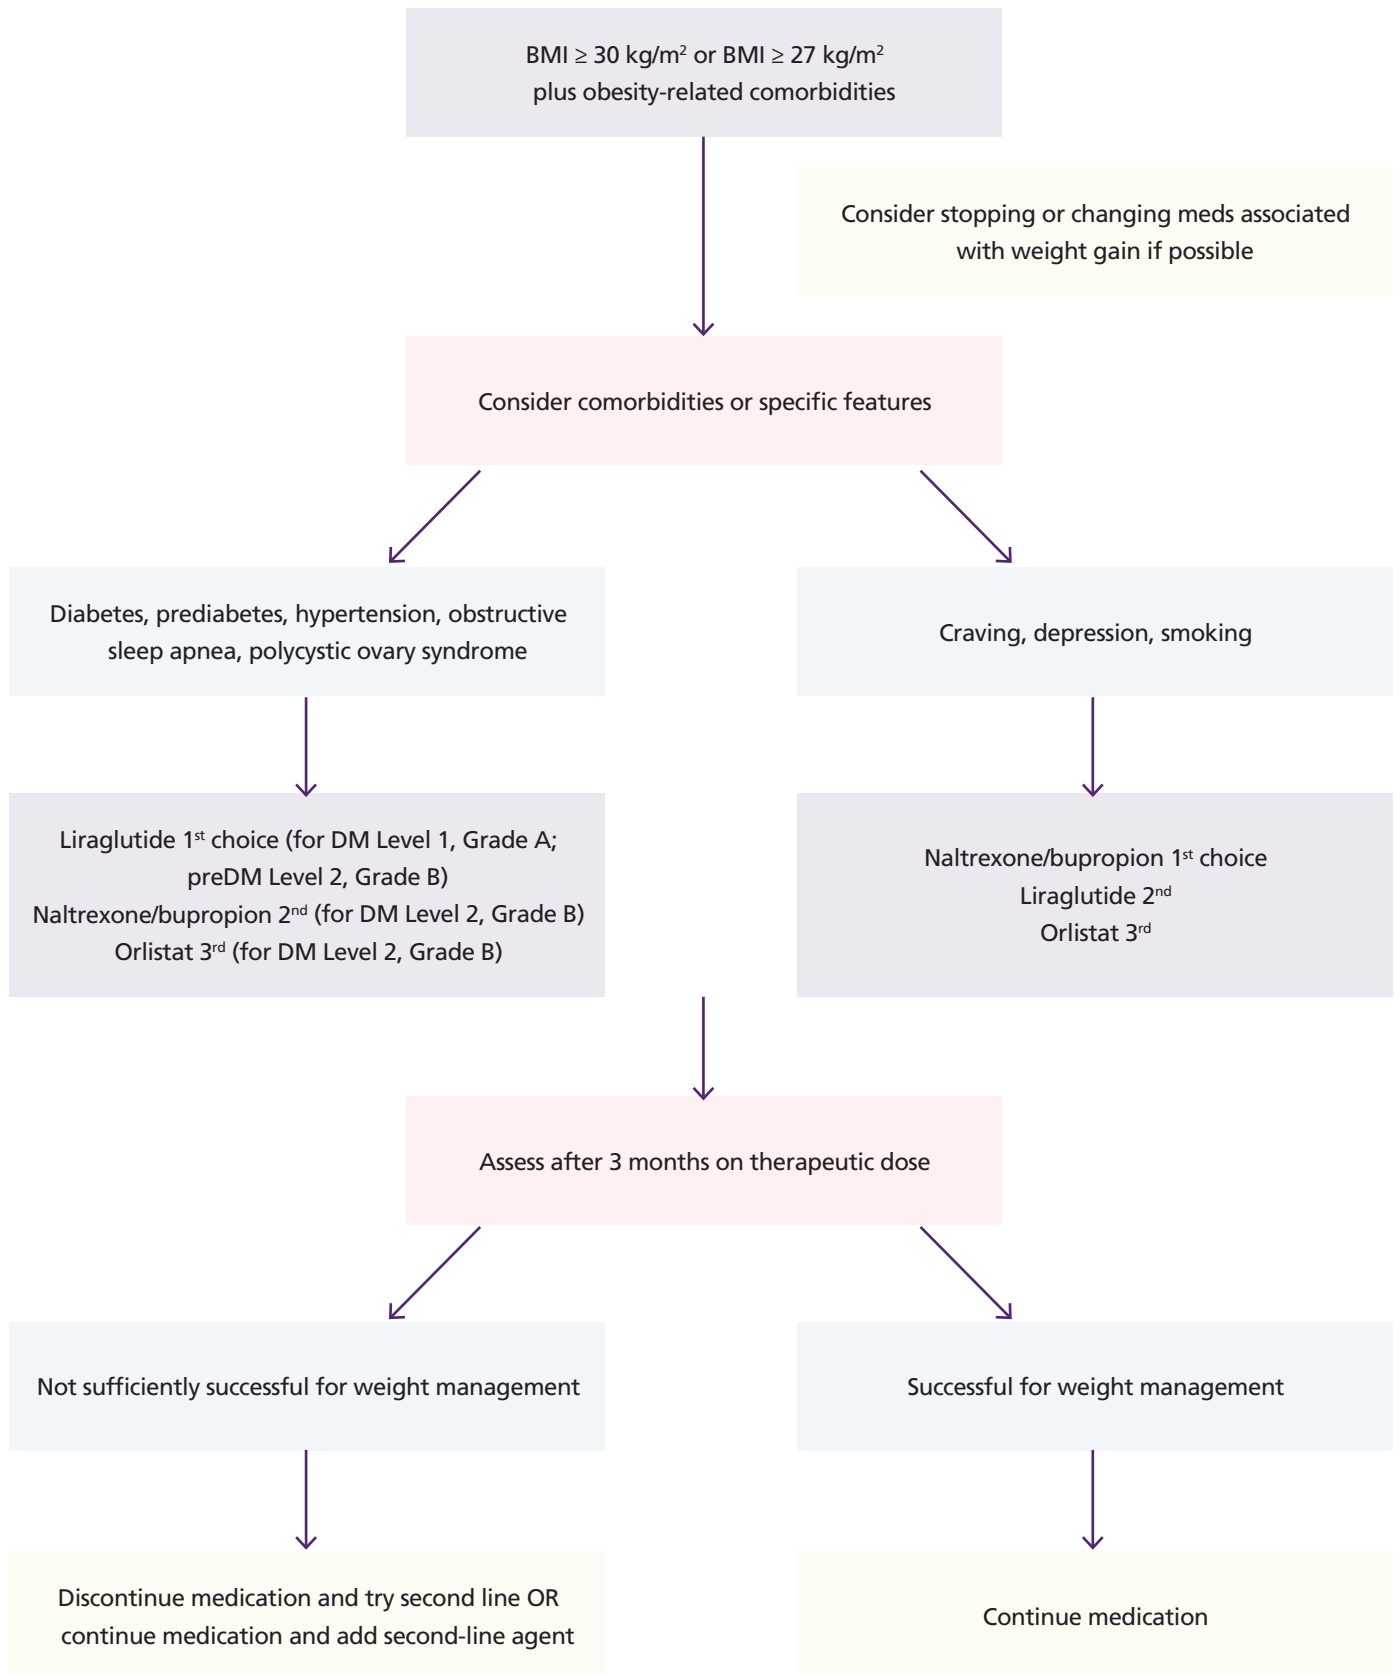 BMI ≥ 30 kg/m² or BMI ≥ 27 kg/m²
plus obesity-related comorbidities
Consider stopping or changing meds associated
with weight gain if possible
Consider comorbidities or specific features
Diabetes, prediabetes, hypertension, obstructive
sleep apnea, polycystic ovary syndrome
Craving, depression, smoking
Liraglutide 1st choice (for DM Level 1, Grade A;
preDM Level 2, Grade B)
Naltrexone/bupropion 2nd (for DM Level 2, Grade B)
Orlistat 3rd (for DM Level 2, Grade B)
Naltrexone/bupropion 1st choice
Liraglutide 2nd
Orlistat 3rd
Assess after 3 months on therapeutic dose
Not sufficiently successful for weight management
Successful for weight management
Discontinue medication and try second line OR
continue medication and add second-line agent
Continue medication